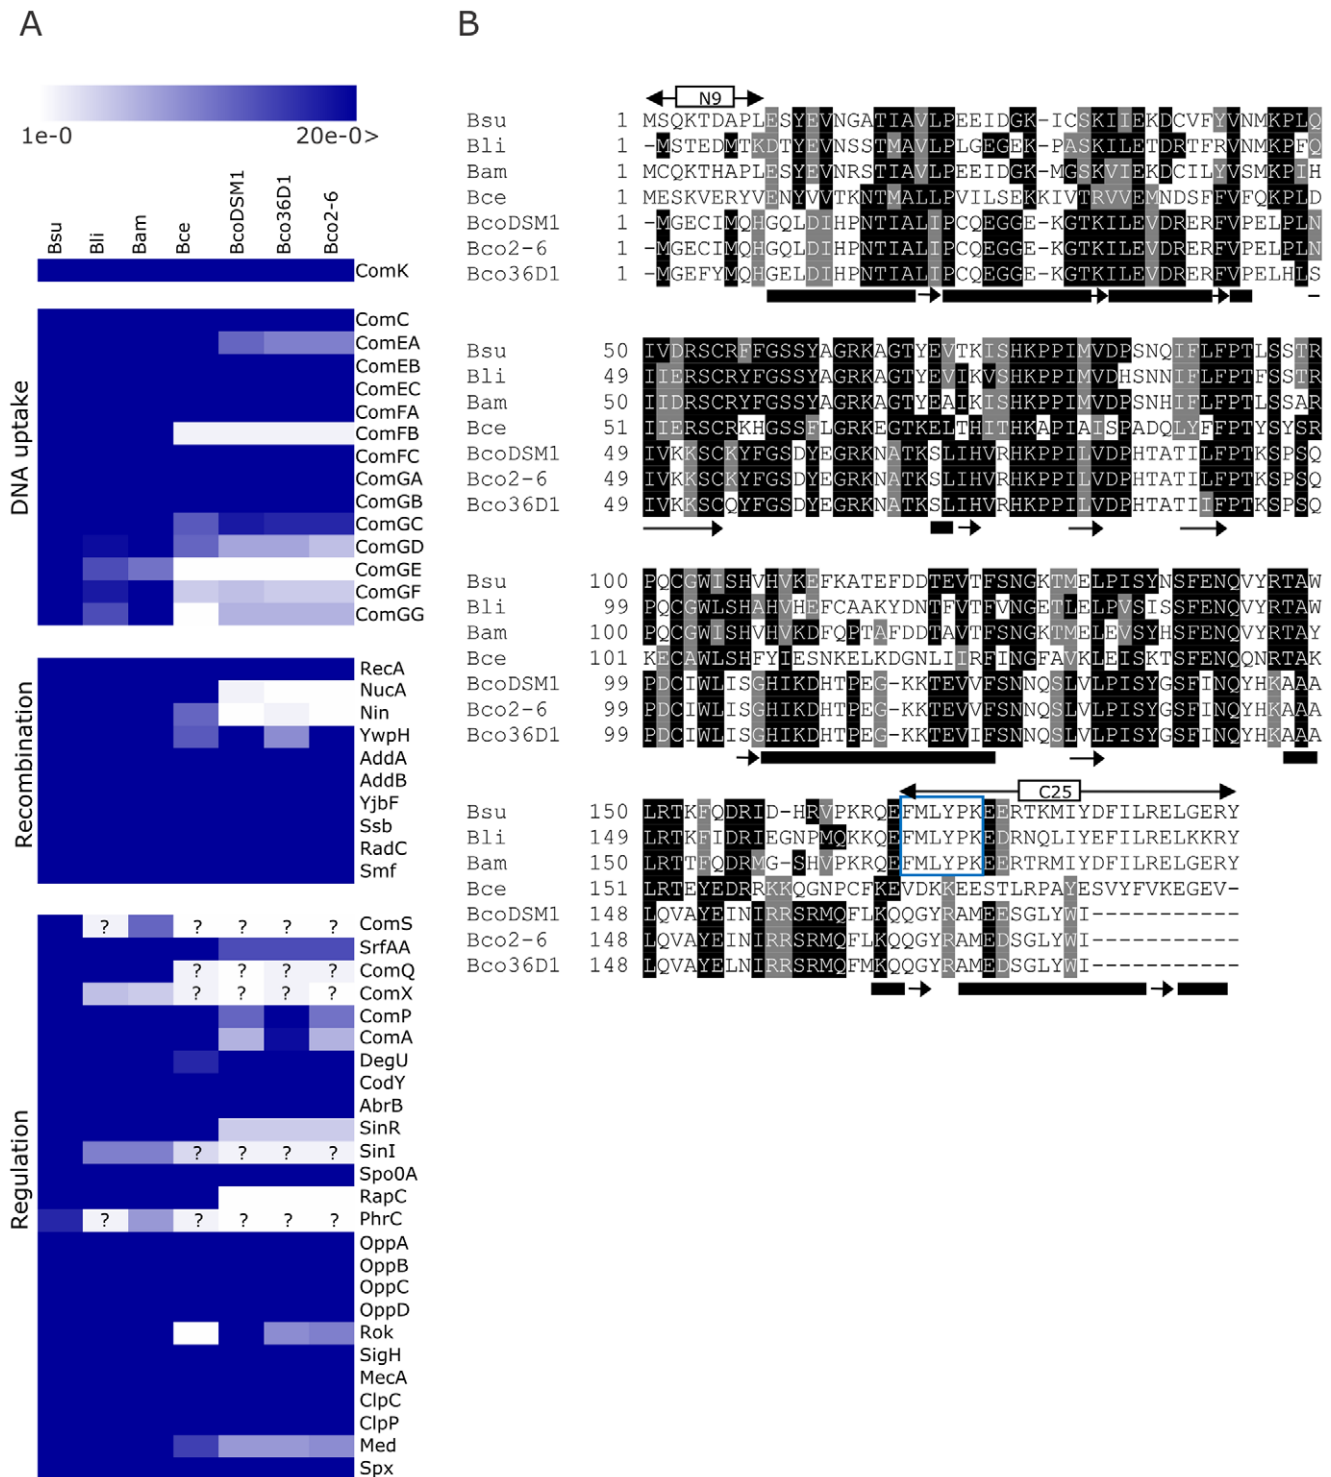 A
B
1e-0
20e-0>
Bsu
Bli
Bam
Bce
BcoDSM1
Bco36D1
Bco2-6
ComK
DNA uptake
ComC
ComEA
ComEB
ComEC
ComFA
ComFB
ComFC
ComGA
ComGB
ComGC
ComGD
ComGE
ComGF
ComGG
Recombination
RecA
NucA
Nin
YwpH
AddA
AddB
YjbF
Ssb
RadC
Smf
Regulation
? ? ? ? ? ComS
SrfAA
? ? ? ? ComQ
? ? ? ? ComX
ComP
ComA
DegU
CodY
AbrB
SinR
? ? ? ? SinI
Spo0A
RapC
? ? ? ? ? PhrC
OppA
OppB
OppC
OppD
Rok
SigH
MecA
ClpC
ClpP
Med
Spx
N9
Bsu 1 MSQKTDAPLESYEVNGATIAVLPEEIDGK-ICSKIIEKDCVFYVNMKPLQ
Bli 1 -MSTEDMTKDTYEVNSSTMAVLPLGEGEK-PASKILETDRTFRVNMKPFQ
Bam 1 MCQKTHAPLESYEVNRSTIAVLPEEIDGK-MGSKVIEKDCILYVSMKPIH
Bce 1 MESKVERYVENYVVTKNTMALLPVILSEKKIVTRVVEMNDSFFVFQKPLD
BcoDSM1 1 -MGECIMQHGQLDIHPNTIALIPCQEGGE-KGTKILEVDRERFVPELPLN
Bco2-6 1 -MGECIMQHGQLDIHPNTIALIPCQEGGE-KGTKILEVDRERFVPELPLN
Bco36D1 1 -MGEFYMQHGELDIHPNTIALIPCQEGGE-KGTKILEVDRERFVPELHLS
Bsu 50 IVDRSCRFFGSSYAGRKAGTYEVTKISHKPPIMVDPSNQIFLFPTLSSTR
Bli 49 IIERSCRYFGSSYAGRKAGTYEVIKVSHKPPIMVDHSNNIFLFPTFSSTR
Bam 50 IIDRSCRYFGSSYAGRKAGTYEAIKISHKPPIMVDPSNHIFLFPTLSSAR
Bce 51 IIERSCRKHGSSFLGRKEGTKELTHITHKAPIAISPADQLYFFPTYSYSR
BcoDSM1 49 IVKKSCKYFGSDYEGRKNATKSLIHVRHKPPILVDPHTATILFPTKSPSQ
Bco2-6 49 IVKKSCKYFGSDYEGRKNATKSLIHVRHKPPILVDPHTATILFPTKSPSQ
Bco36D1 49 IVKKSCQYFGSDYEGRKNATKSLIHVRHKPPILVDPHTATIIFPTKSPSQ
Bsu 100 PQCGWISHVHVKEFKATEFDDTEVTFSNGKTMELPISYNSFENQVYRTAW
Bli 99 PQCGWLSHAHVHEFCAAKYDNTFVTFVNGETLELPVSISSFENQVYRTAW
Bam 100 PQCGWISHVHVKDFQPTAFDDTAVTFSNGKTMELEVSYHSFENQVYRTAY
Bce 101 KECAWLSHFYIESNKELKDGNLIIRFINGFAVKLEISKTSFENQQNRTAK
BcoDSM1 99 PDCIWLISGHIKDHTPEG-KKTEVVFSNNQSLVLPISYGSFINQYHKAAA
Bco2-6 99 PDCIWLISGHIKDHTPEG-KKTEVVFSNNQSLVLPISYGSFINQYHKAAA
Bco36D1 99 PDCIWLISGHIKDHTPEG-KKTEVIFSNNQSLVLPISYGSFINQYHKAAA
C25
Bsu 150 LRTKFQDRID-HRVPKRQEFMLYPKEERTKMIYDFILRELGERY
Bli 149 LRTKFIDRIEGNPMQKKQEFMLYPKEDRNQLIYEFILRELKKRY
Bam 150 LRTTFQDRMG-SHVPKRQEFMLYPKEERTRMIYDFILRELGERY
Bce 151 LRTEYEDRRKKQGNPCFKEVDKKEESTLRPAYESVYFVKEGEV-
BcoDSM1 148 LQVAYEINIRRSRMQFLKQQGYRAMEESGLYWI-----------
Bco2-6 148 LQVAYEINIRRSRMQFLKQQGYRAMEDSGLYWI-----------
Bco36D1 148 LQVAYELNIRRSRMQFMKQQGYRAMEDSGLYWI-----------